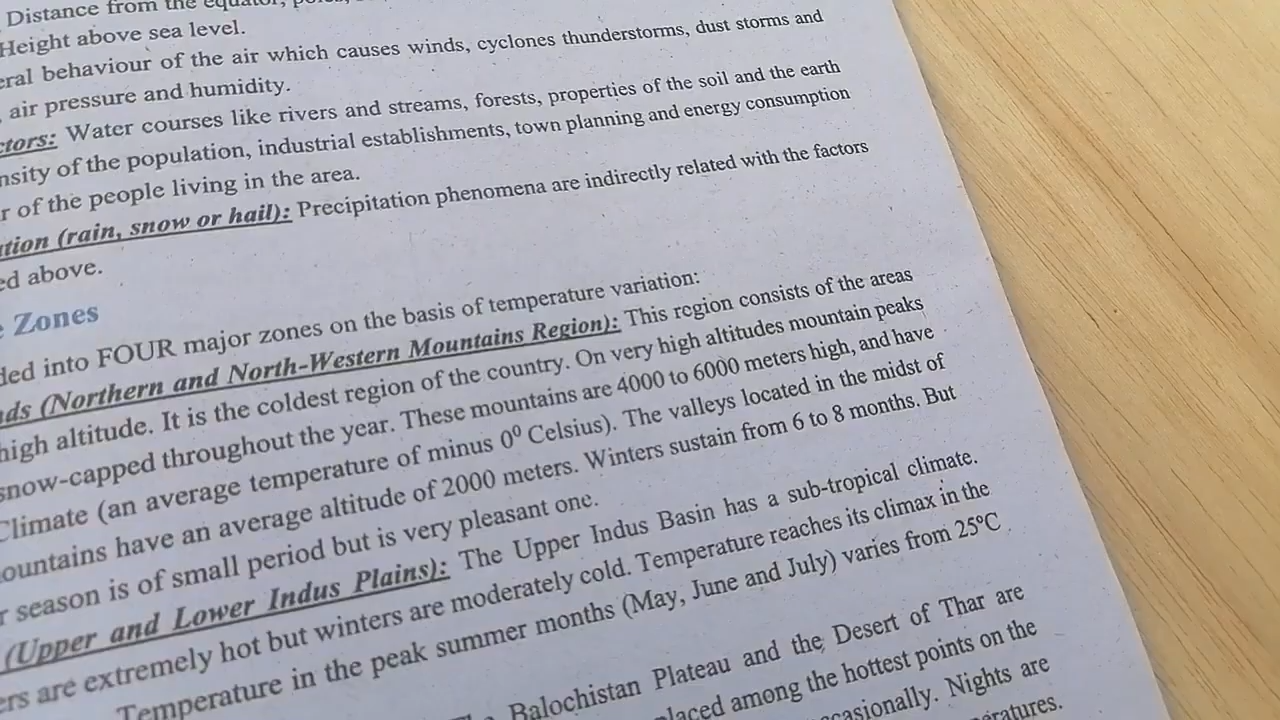 Distance from the equator,
Height above sea level.
behaviour of the air which causes winds, cyclones thunderstorms, dust storms and
air pressure and humidity.
Water courses like rivers and streams, forests, properties of the soil and the earth
of the population, industrial establishments, town planning and energy consumption
of the people living in the area.
(rain, snow or hail): Precipitation phenomena are indirectly related with the factors
above.
Zones
into FOUR major zones on the basis of temperature variation:
(Northern and North-Western Mountains Region): This region consists of the areas
high altitude. It is the coldest region of the country. On very high altitudes mountain peaks
snow-capped throughout the year. These mountains are 4000 to 6000 meters high, and have
Climate (an average temperature of minus 0⁰ Celsius). The valleys located in the midst of
have an average altitude of 2000 meters. Winters sustain from 6 to 8 months. But
season is of small period but is very pleasant one.
(Upper and Lower Indus Plains): The Upper Indus Basin has a sub-tropical climate.
are extremely hot but winters are moderately cold. Temperature reaches its climax in the
Temperature in the peak summer months (May, June and July) varies from 25ºC
Balochistan Plateau and the Desert of Thar are
among the hottest points on the
Nights are